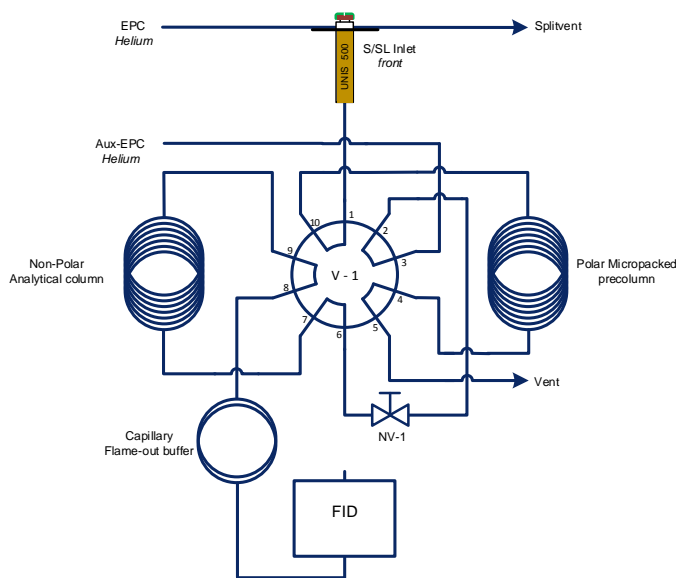 EPC
Helium
Splitvent
S/SL Inlet
front
UNIS 500
Aux-EPC
Helium
1
10
2
9
3
Non-Polar
Analytical column
V - 1
Polar Micropacked
precolumn
8
4
7
5
6
Vent
NV-1
Capillary
Flame-out buffer
FID